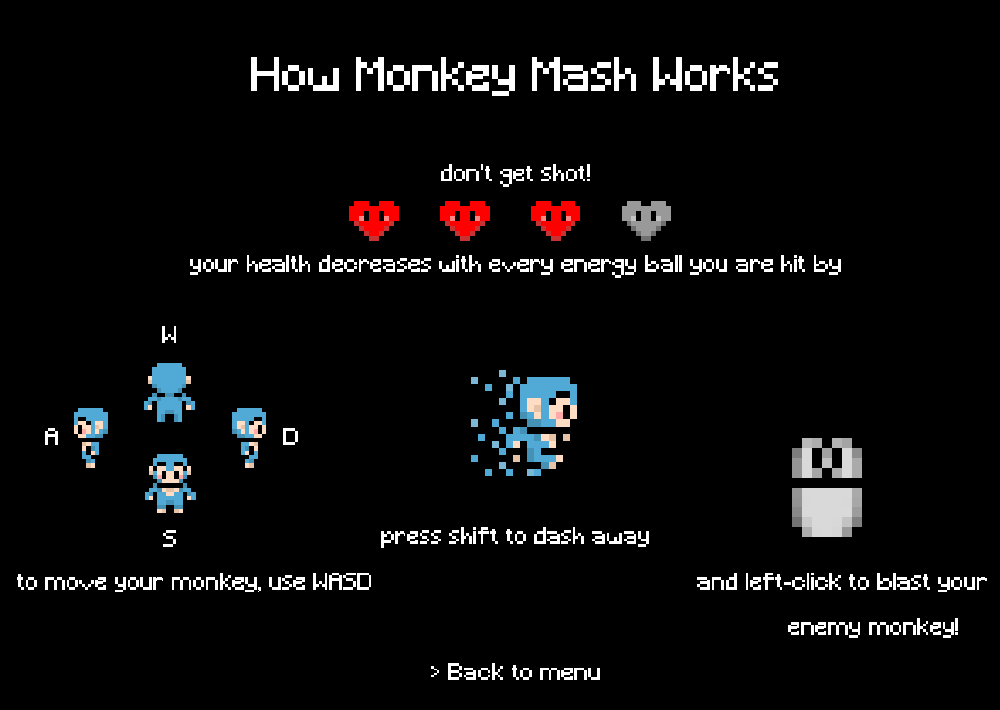 How Monkey Mash Works
don't get shot!
your health decreases with every energy ball you are hit by
W
A
D
S
press shift to dash away
to move your monkey, use WASD
and left-click to blast your
enemy monkey!
> Back to menu